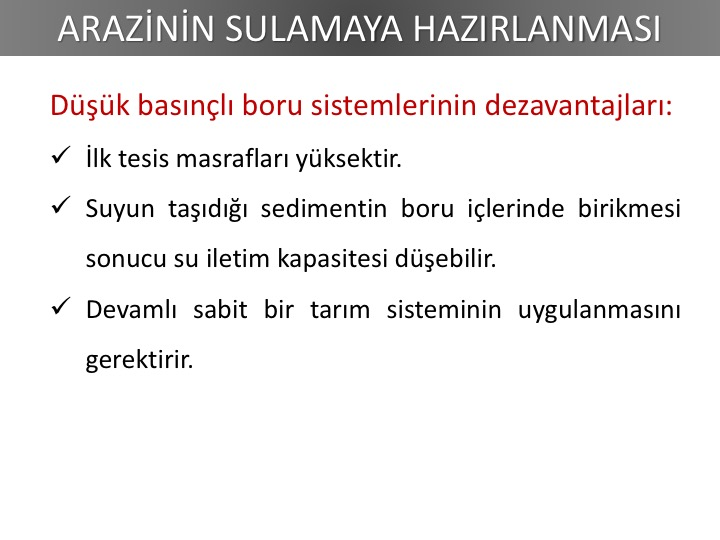 ARAZİNİN SULAMAYA HAZIRLANMASI
Düşük basınçlı boru sistemlerinin dezavantajları:
✓ İlk tesis masrafları yüksektir.
✓ Suyun taşıdığı sedimentin boru içlerinde birikmesi
sonucu su iletim kapasitesi düşebilir.
✓ Devamlı sabit bir tarım sisteminin uygulanmasını
gerektirir.